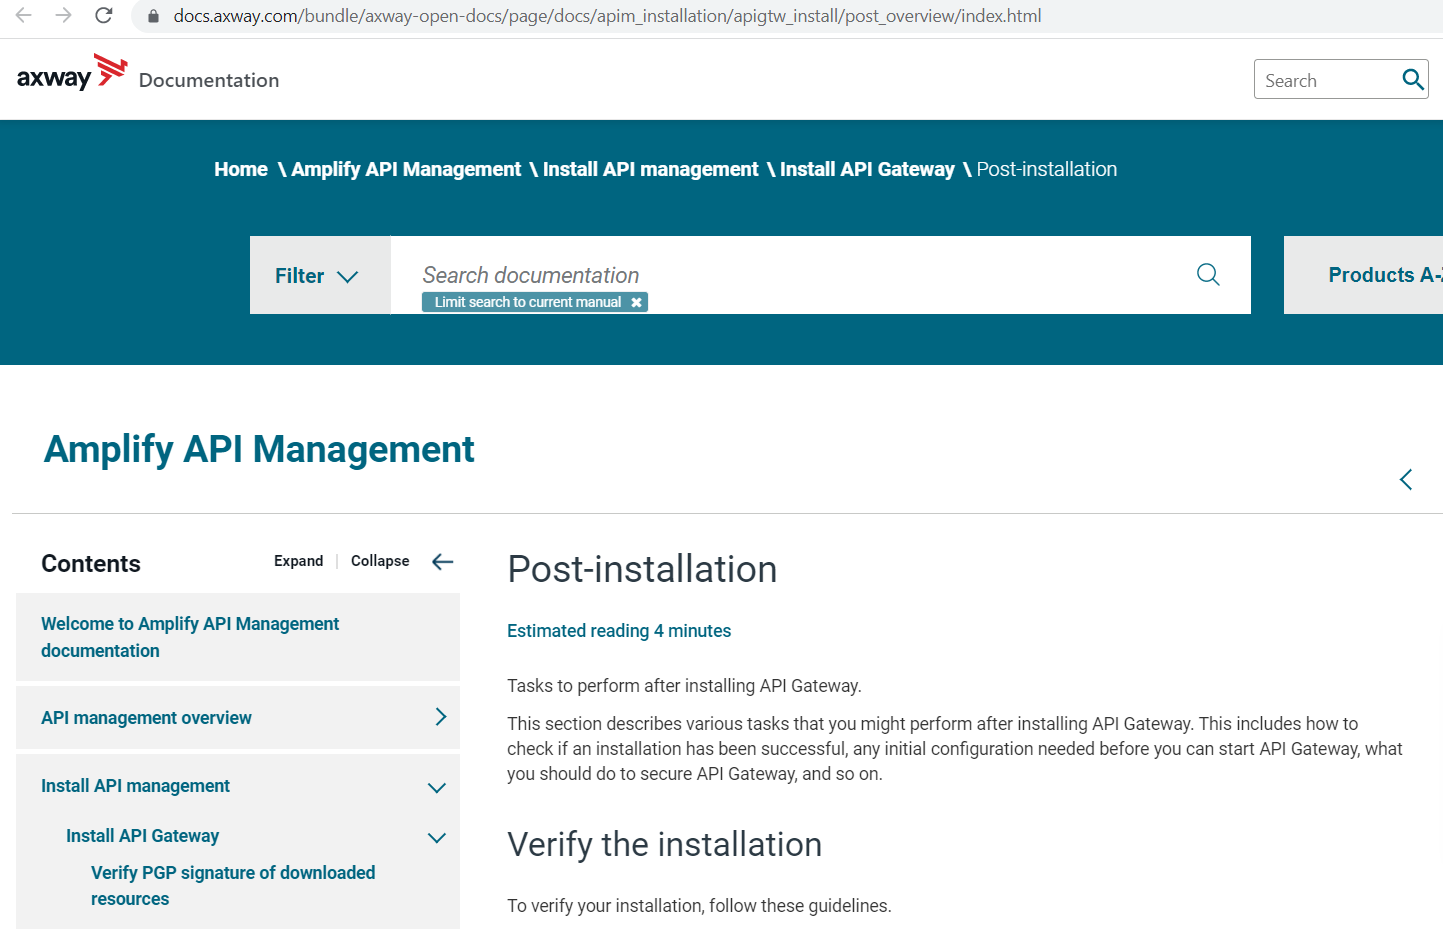 docs.axway.com/bundle/axway-open-docs/page/docs/apim_installation/apigtw_install/post_overview/index.html
axway Documentation
Search
Home \ Amplify API Management \ Install API management \ Install API Gateway \ Post-installation
Filter
Search documentation
Limit search to current manual ✖
Products A-
Amplify API Management
Contents
Expand | Collapse
Welcome to Amplify API Management
documentation
API management overview
Install API management
Install API Gateway
Verify PGP signature of downloaded
resources
Post-installation
Estimated reading 4 minutes
Tasks to perform after installing API Gateway.
This section describes various tasks that you might perform after installing API Gateway. This includes how to
check if an installation has been successful, any initial configuration needed before you can start API Gateway, what
you should do to secure API Gateway, and so on.
Verify the installation
To verify your installation, follow these guidelines.